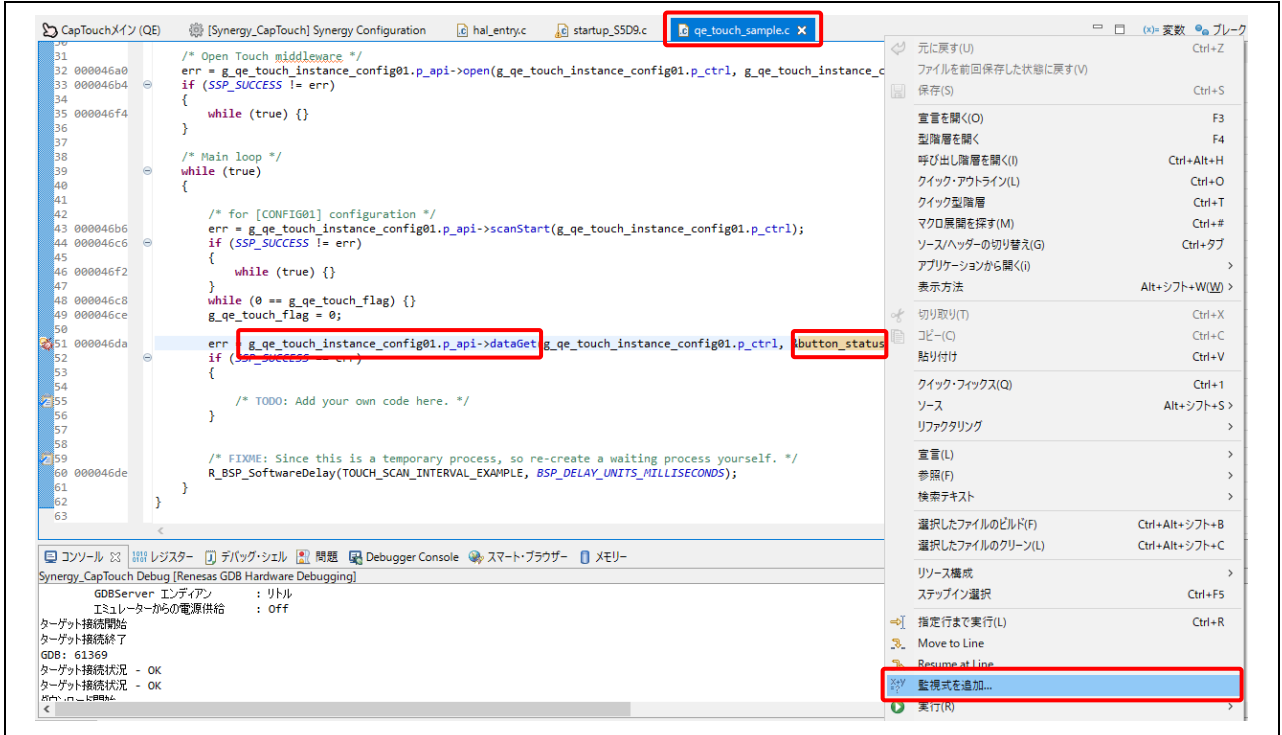 CapTouchメイン (QE)
[Synergy_CapTouch] Synergy Configuration
hal_entry.c
startup_S5D9.c
qe_touch_sample.c
(x)= 変数
ブレーク
31 /* Open Touch middleware */
32 000046a0 err = g_qe_touch_instance_config01.p_api->open(g_qe_touch_instance_config01.p_ctrl, g_qe_touch_instance_c
33 000046b4 if (SSP_SUCCESS != err)
34 {
35 000046f4 while (true) {}
36 }
37
38 /* Main loop */
39 while (true)
40 {
41
42 /* for [CONFIG01] configuration */
43 000046b6 err = g_qe_touch_instance_config01.p_api->scanStart(g_qe_touch_instance_config01.p_ctrl);
44 000046c6 if (SSP_SUCCESS != err)
45 {
46 000046f2 while (true) {}
47 }
48 000046c8 while (0 == g_qe_touch_flag) {}
49 000046ce g_qe_touch_flag = 0;
50
51 000046da err = g_qe_touch_instance_config01.p_api->dataGet(g_qe_touch_instance_config01.p_ctrl, &button_status
52 if (SSP_SUCCESS == err)
53 {
54
55 /* TODO: Add your own code here. */
56 }
57
58
59 /* FIXME: Since this is a temporary process, so re-create a waiting process yourself. */
60 000046de R_BSP_SoftwareDelay(TOUCH_SCAN_INTERVAL_EXAMPLE, BSP_DELAY_UNITS_MILLISECONDS);
61 }
62 }
63
コンソール
レジスター
デバッグ・シェル
問題
Debugger Console
スマート・ブラウザー
メモリー
Synergy_CapTouch Debug [Renesas GDB Hardware Debugging]
GDBServer エンディアン : リトル
エミュレーターからの電源供給 : Off
ターゲット接続開始
ターゲット接続終了
GDB: 61369
ターゲット接続状況 - OK
ターゲット接続状況 - OK
ダウンロード開始
元に戻す(U) Ctrl+Z
ファイルを前回保存した状態に戻す(V)
保存(S) Ctrl+S
宣言を開く(O) F3
型階層を開く F4
呼び出し階層を開く(I) Ctrl+Alt+H
クイック・アウトライン(L) Ctrl+O
クイック型階層 Ctrl+T
マクロ展開を探す(M) Ctrl+#
ソース/ヘッダーの切り替え(G) Ctrl+タブ
アプリケーションから開く(i) >
表示方法 Alt+シフト+W(W) >
切り取り(T) Ctrl+X
コピー(C) Ctrl+C
貼り付け Ctrl+V
クイック・フィックス(Q) Ctrl+1
ソース Alt+シフト+S >
リファクタリング >
宣言(L) >
参照(F) >
検索テキスト >
選択したファイルのビルド(F) Ctrl+Alt+シフト+B
選択したファイルのクリーン(L) Ctrl+Alt+シフト+C
リソース構成 >
ステップイン選択 Ctrl+F5
指定行まで実行(L) Ctrl+R
Move to Line
Resume at Line
監視式を追加...
実行(R) >